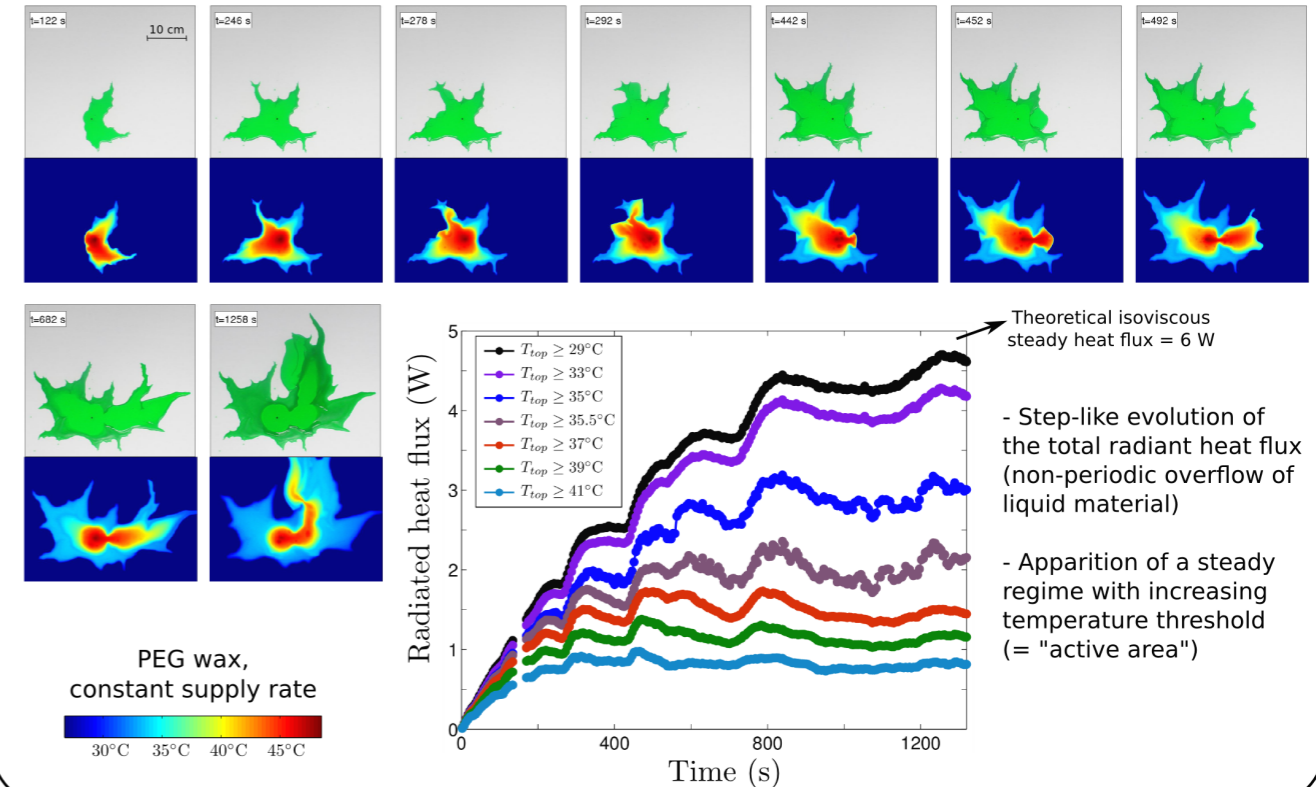 t=122 s
10 cm
t=246 s
t=278 s
t=292 s
t=442 s
t=452 s
t=492 s
t=682 s
t=1258 s
PEG wax,
constant supply rate
30°C 35°C 40°C 45°C
Radiated heat flux (W)
5
4
3
2
1
0
T_top ≥ 29°C
T_top ≥ 33°C
T_top ≥ 35°C
T_top ≥ 35.5°C
T_top ≥ 37°C
T_top ≥ 39°C
T_top ≥ 41°C
0 400 800 1200
Time (s)
Theoretical isoviscous
steady heat flux = 6 W
- Step-like evolution of
the total radiant heat flux
(non-periodic overflow of
liquid material)
- Apparition of a steady
regime with increasing
temperature threshold
(= "active area")